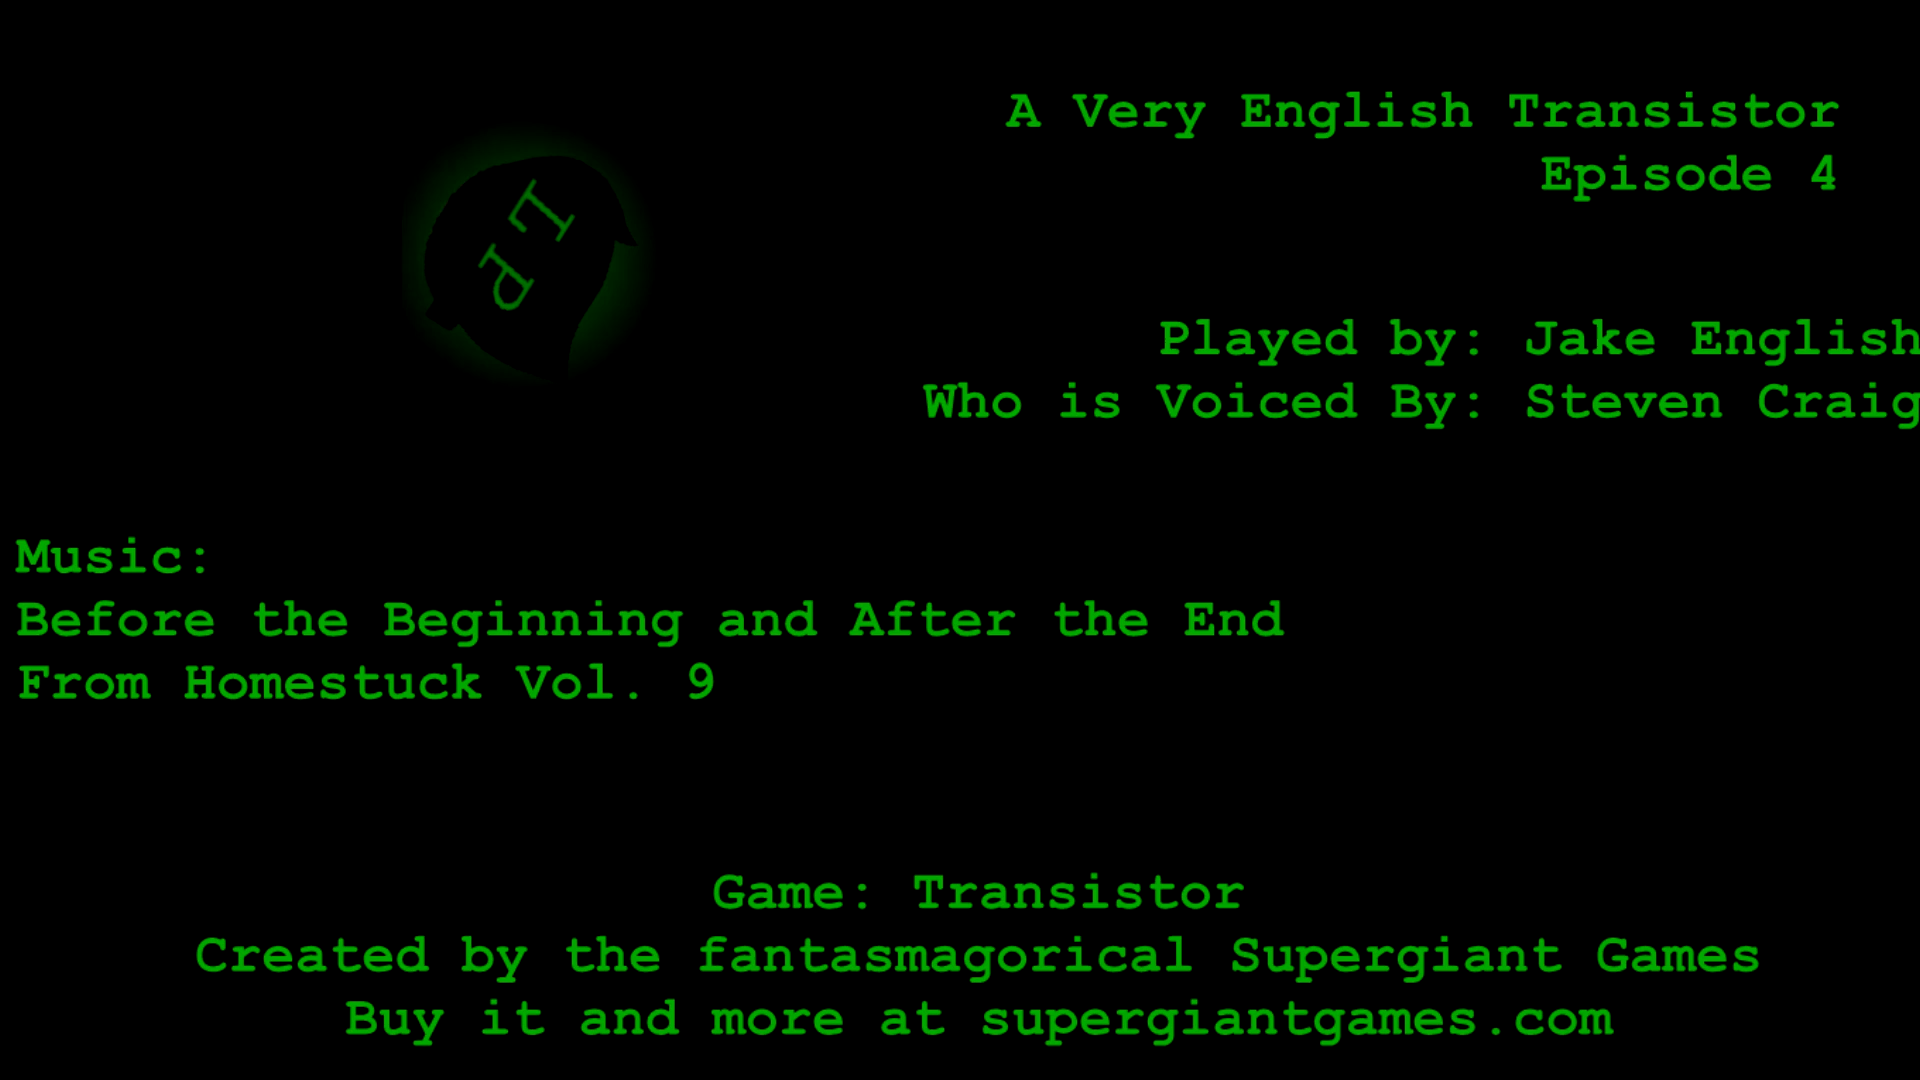 A Very English Transistor
Episode 4
LP
Played by: Jake English
Who is Voiced By: Steven Craig
Music:
Before the Beginning and After the End
From Homestuck Vol. 9
Game: Transistor
Created by the fantasmagorical Supergiant Games
Buy it and more at supergiantgames.com